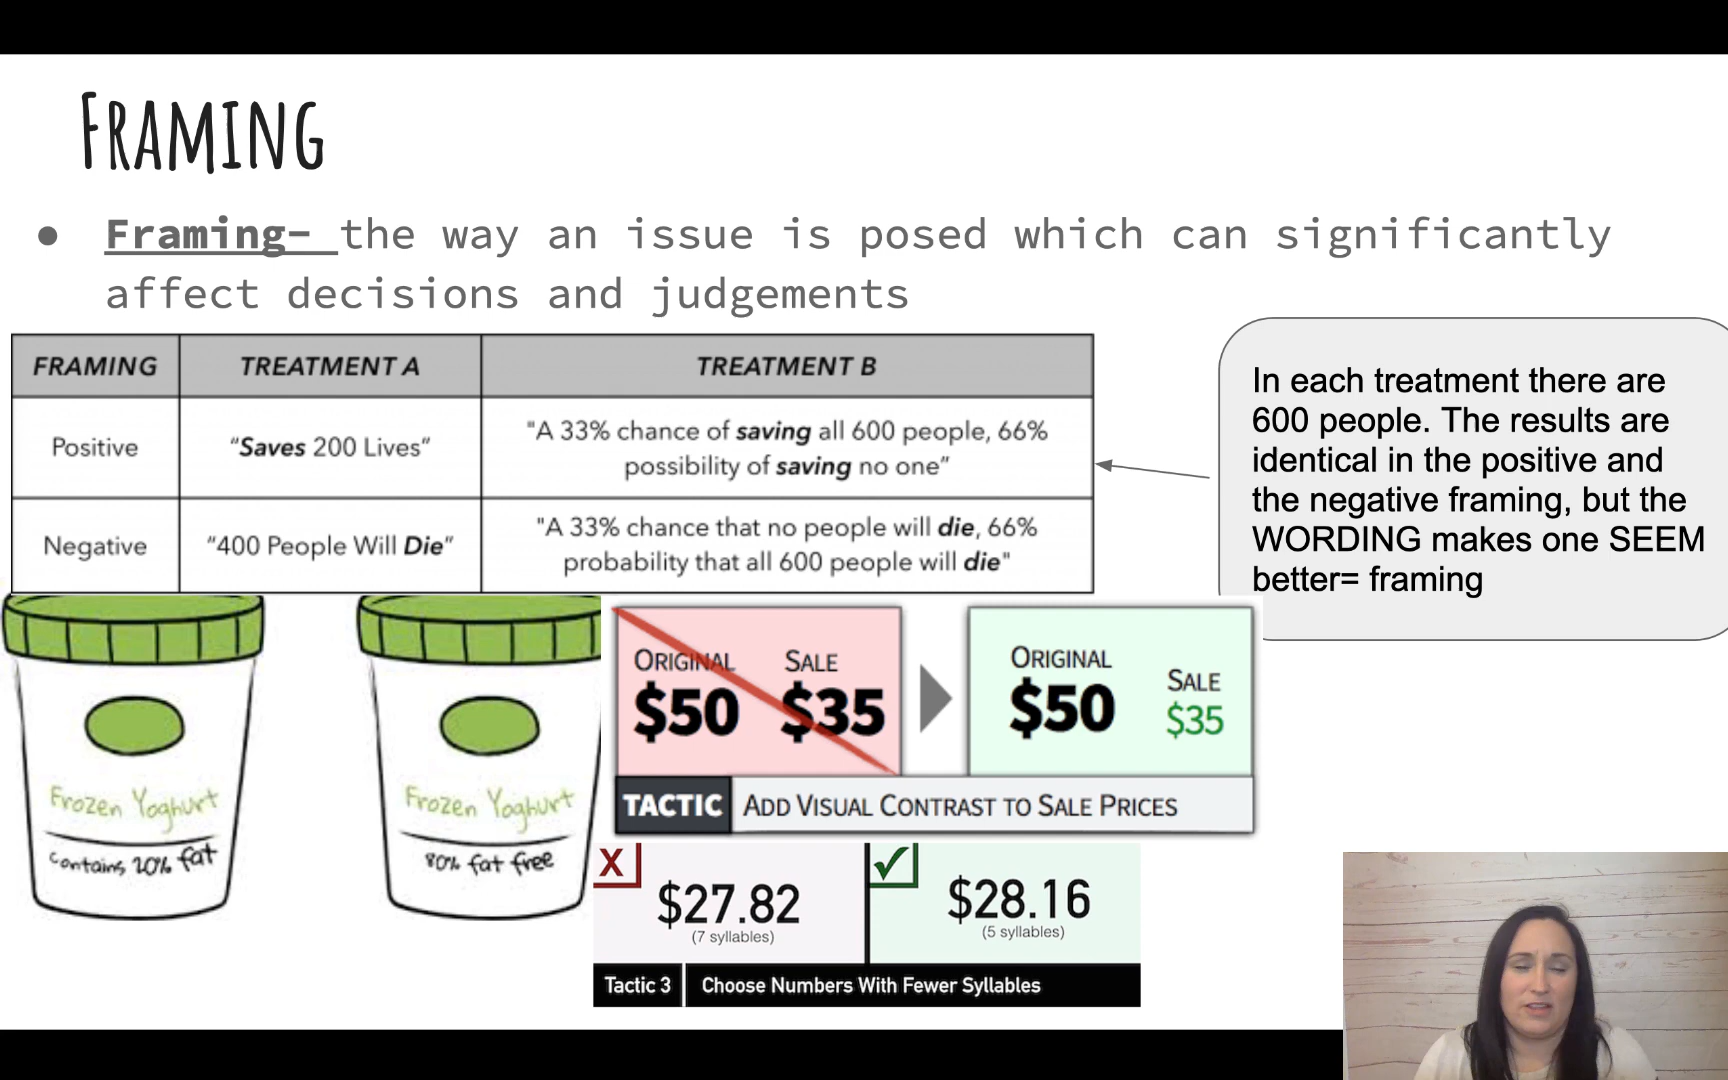 FRAMING
● Framing- the way an issue is posed which can significantly
affect decisions and judgements
FRAMING TREATMENT A TREATMENT B
Positive "Saves 200 Lives" "A 33% chance of saving all 600 people, 66%
possibility of saving no one"
Negative "400 People Will Die" "A 33% chance that no people will die, 66%
probability that all 600 people will die"
In each treatment there are
600 people. The results are
identical in the positive and
the negative framing, but the
WORDING makes one SEEM
better= framing
Frozen Yoghurt
contains 20% fat
Frozen Yoghurt
80% fat free
ORIGINAL SALE
$50 $35
ORIGINAL SALE
$50 $35
TACTIC ADD VISUAL CONTRAST TO SALE PRICES
X $27.82
(7 syllables)
✓ $28.16
(5 syllables)
Tactic 3 Choose Numbers With Fewer Syllables